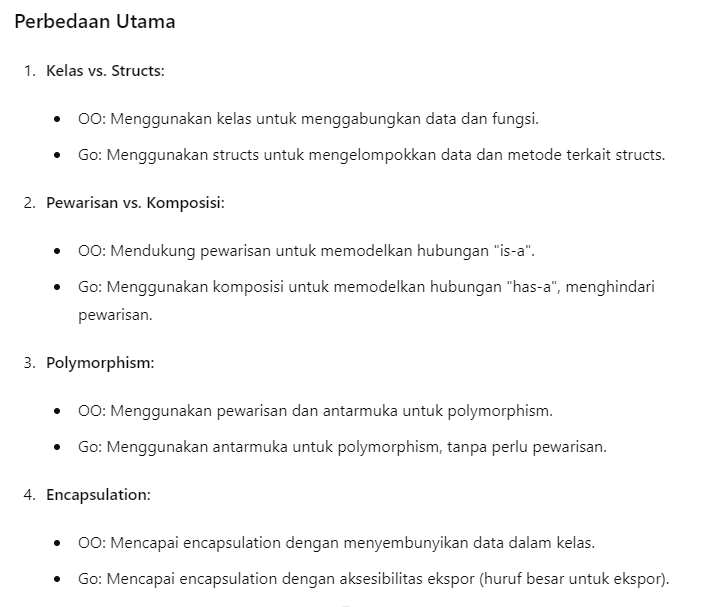 Perbedaan Utama
1. Kelas vs. Structs:
• OO: Menggunakan kelas untuk menggabungkan data dan fungsi.
• Go: Menggunakan structs untuk mengelompokkan data dan metode terkait structs.
2. Pewarisan vs. Komposisi:
• OO: Mendukung pewarisan untuk memodelkan hubungan "is-a".
• Go: Menggunakan komposisi untuk memodelkan hubungan "has-a", menghindari
pewarisan.
3. Polymorphism:
• OO: Menggunakan pewarisan dan antarmuka untuk polymorphism.
• Go: Menggunakan antarmuka untuk polymorphism, tanpa perlu pewarisan.
4. Encapsulation:
• OO: Mencapai encapsulation dengan menyembunyikan data dalam kelas.
• Go: Mencapai encapsulation dengan aksesibilitas ekspor (huruf besar untuk ekspor).